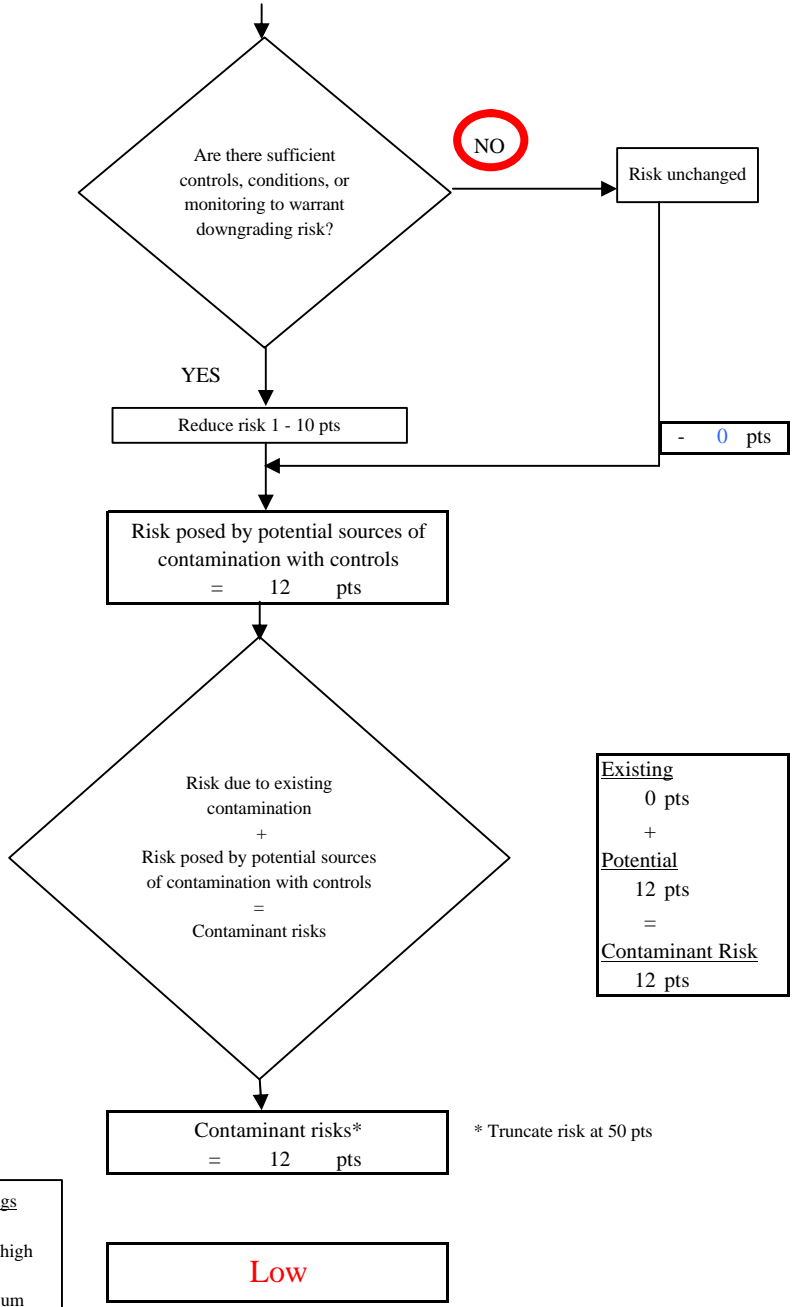 Are there sufficient
controls, conditions, or
monitoring to warrant
downgrading risk?
NO
Risk unchanged
YES
Reduce risk 1 - 10 pts
- 0 pts
Risk posed by potential sources of
contamination with controls
= 12 pts
Risk due to existing
contamination
+
Risk posed by potential sources
of contamination with controls
=
Contaminant risks
Existing
0 pts
+
Potential
12 pts
=
Contaminant Risk
12 pts
Contaminant risks*
= 12 pts
* Truncate risk at 50 pts
gs
high
um
Low